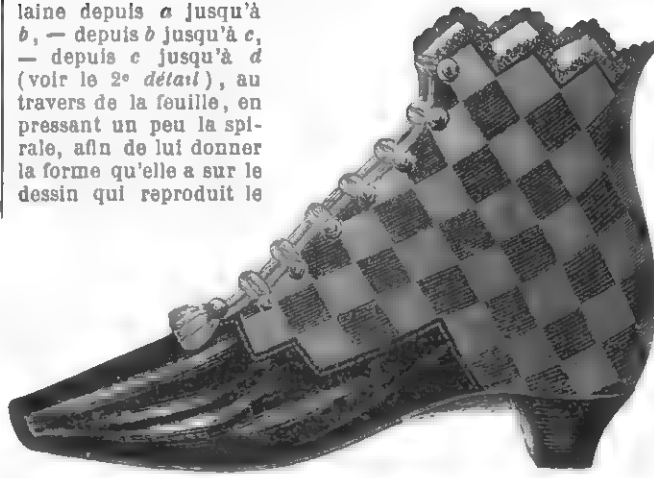 laine depuis a jusqu'à
b, — depuis b jusqu'à c,
— depuis c jusqu'à d
(voir le 2e détail), au
travers de la feuille, en
pressant un peu la spi-
rale, afin de lui donner
la forme qu'elle a sur le
dessin qui reproduit le